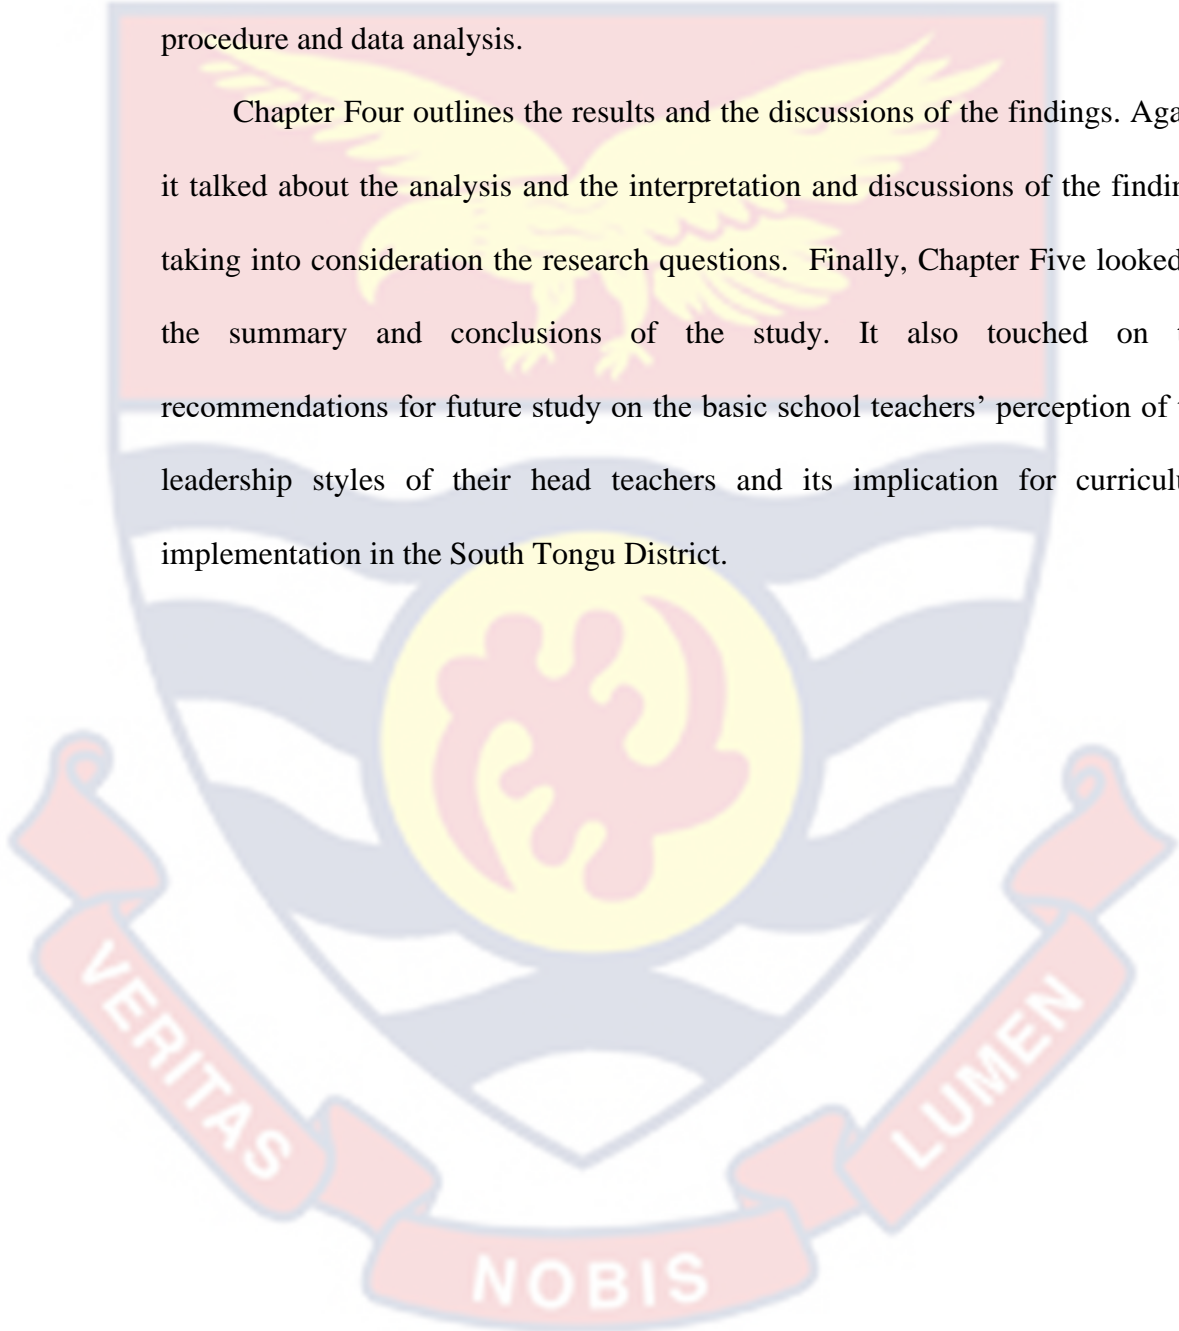 procedure and data analysis.
Chapter Four outlines the results and the discussions of the findings. Aga
it talked about the analysis and the interpretation and discussions of the findin
taking into consideration the research questions. Finally, Chapter Five looked
the summary and conclusions of the study. It also touched on t
recommendations for future study on the basic school teachers’ perception of t
leadership styles of their head teachers and its implication for curriculu
implementation in the South Tongu District.
VERITAS
NOBIS
LUMEN